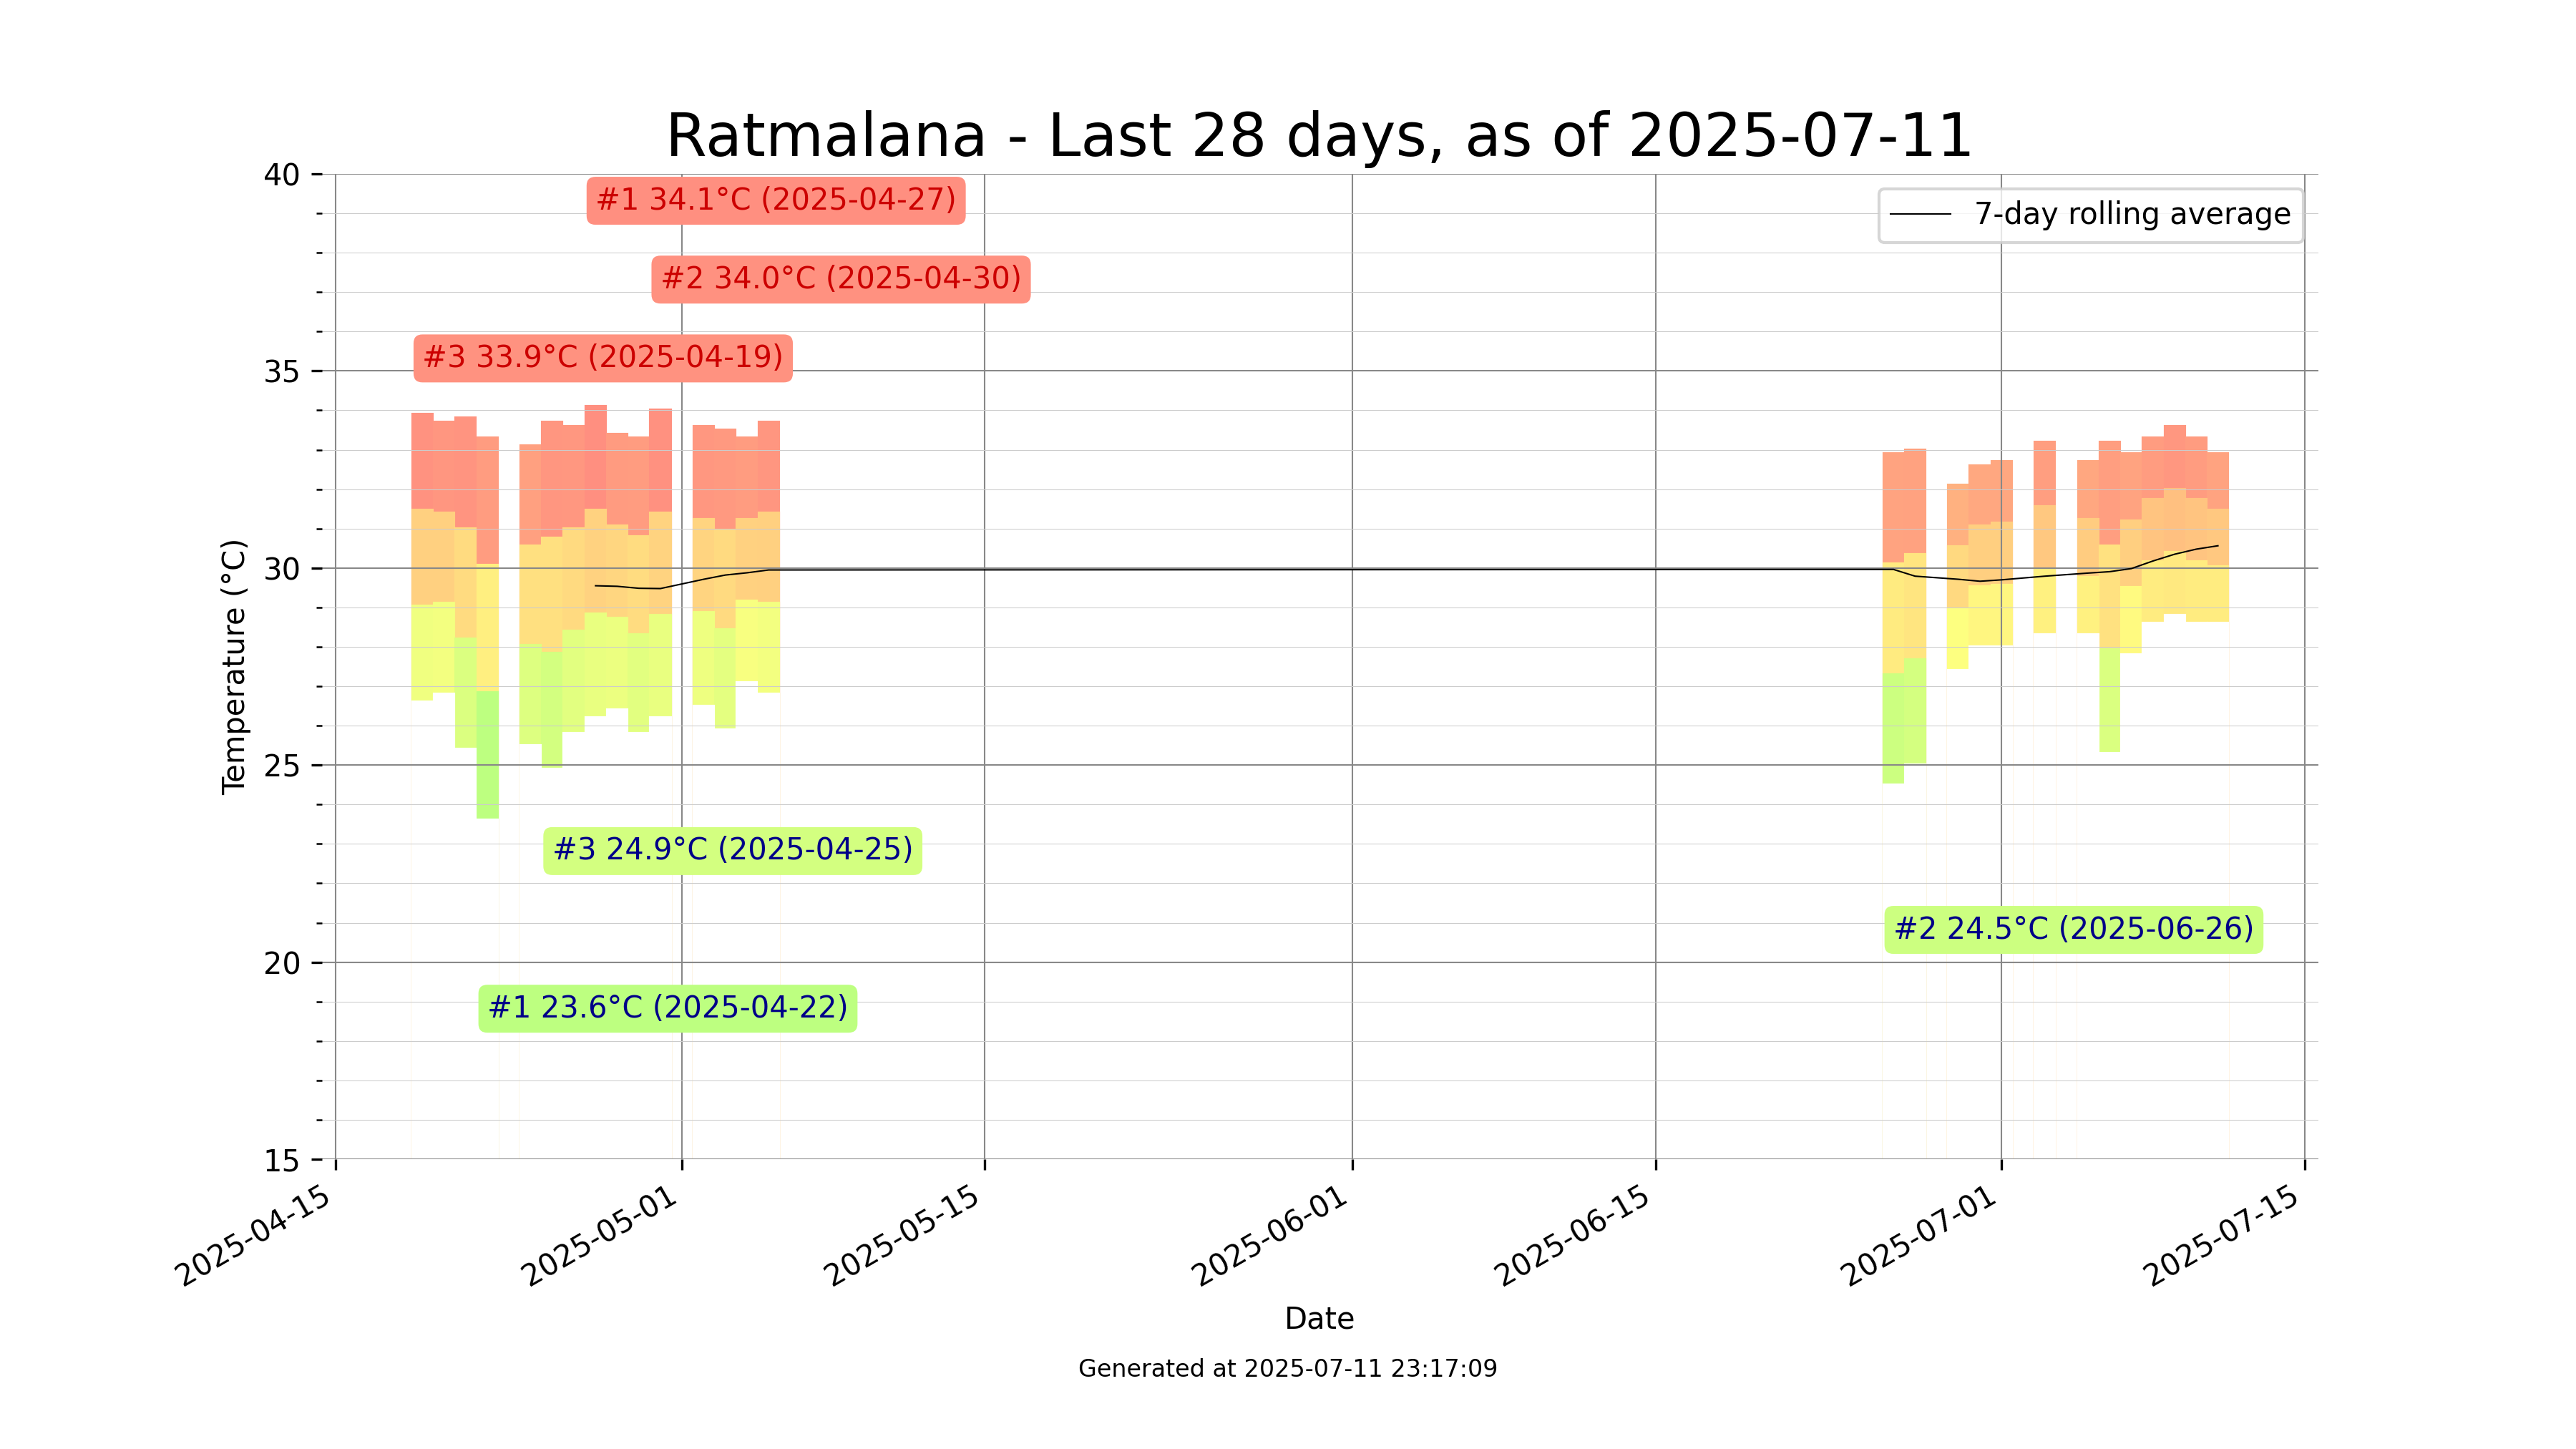 Ratmalana - Last 28 days, as of 2025-07-11
40
35
30
25
20
15
Temperature (°C)
#1 34.1°C (2025-04-27)
#2 34.0°C (2025-04-30)
#3 33.9°C (2025-04-19)
7-day rolling average
#3 24.9°C (2025-04-25)
#2 24.5°C (2025-06-26)
#1 23.6°C (2025-04-22)
2025-04-15
2025-05-01
2025-05-15
2025-06-01
2025-06-15
2025-07-01
2025-07-15
Date
Generated at 2025-07-11 23:17:09